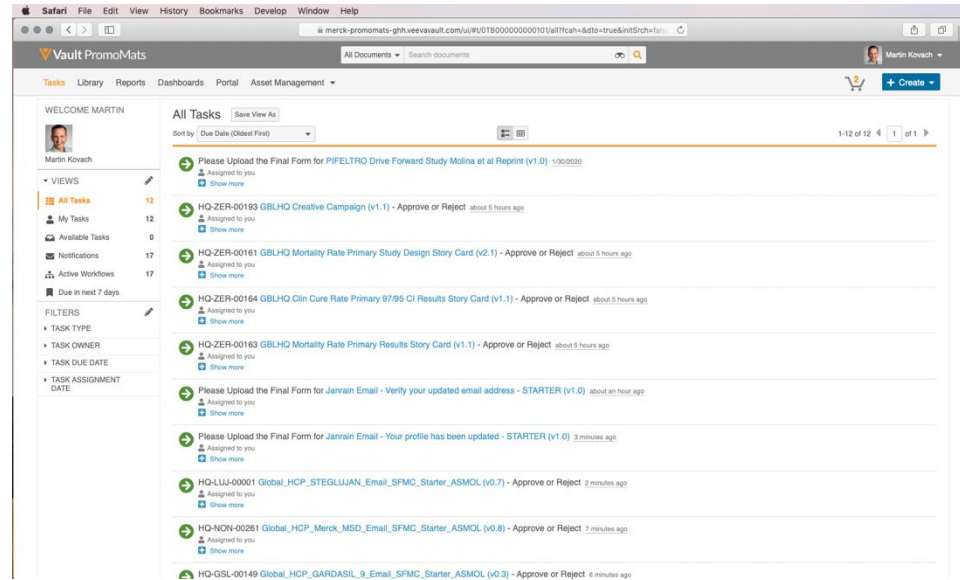 Safari File Edit View History Bookmarks Develop Window Help
merck-promomats-ghh.veevavault.com/ui/#t/0TB000000000101/all?fcah=&dto=true&initSrch=fals
Vault PromoMats
All Documents
Search documents
Martin Kovach
Tasks Library Reports Dashboards Portal Asset Management
2
+ Create
WELCOME MARTIN
Martin Kovach
VIEWS
All Tasks 12
My Tasks 12
Available Tasks 0
Notifications 17
Active Workflows 17
Due in next 7 days
FILTERS
TASK TYPE
TASK OWNER
TASK DUE DATE
TASK ASSIGNMENT
DATE
All Tasks Save View As
Sort by Due Date (Oldest First)
1-12 of 12 1 of 1
Please Upload the Final Form for PIFELTRO Drive Forward Study Molina et al Reprint (v1.0) 1/30/2020
Assigned to you
Show more
HQ-ZER-00193 GBLHQ Creative Campaign (v1.1) - Approve or Reject about 5 hours ago
Assigned to you
Show more
HQ-ZER-00161 GBLHQ Mortality Rate Primary Study Design Story Card (v2.1) - Approve or Reject about 5 hours ago
Assigned to you
Show more
HQ-ZER-00164 GBLHQ Clin Cure Rate Primary 97/95 CI Results Story Card (v1.1) - Approve or Reject about 5 hours ago
Assigned to you
Show more
HQ-ZER-00163 GBLHQ Mortality Rate Primary Results Story Card (v1.1) - Approve or Reject about 5 hours ago
Assigned to you
Show more
Please Upload the Final Form for Janrain Email - Verify your updated email address - STARTER (v1.0) about an hour ago
Assigned to you
Show more
Please Upload the Final Form for Janrain Email - Your profile has been updated - STARTER (v1.0) 3 minutes ago
Assigned to you
Show more
HQ-LUJ-00001 Global_HCP_STEGLUJAN_Email_SFMC_Starter_ASMOL (v0.7) - Approve or Reject 2 minutes ago
Assigned to you
Show more
HQ-NON-00261 Global_HCP_Merck_MSD_Email_SFMC_Starter_ASMOL (v0.8) - Approve or Reject 7 minutes ago
Assigned to you
Show more
HQ-GSL-00149 Global_HCP_GARDASIL_9_Email_SFMC_Starter_ASMOL (v0.3) - Approve or Reject 6 minutes ago